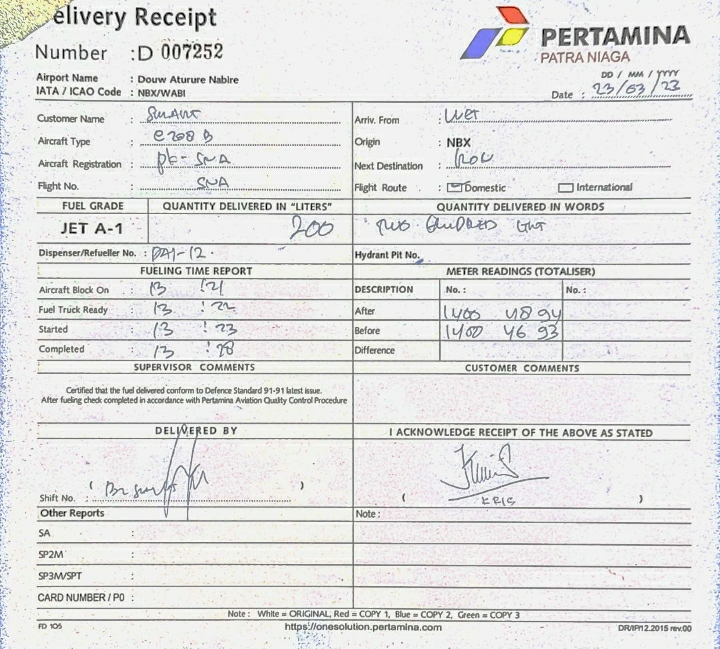 elivery Receipt
Number : D 007252
PERTAMINA
PATRA NIAGA
Airport Name : Douw Aturure Nabire
IATA / ICAO Code : NBX/WABI
DD / MM / YYYY
Date : 23/03/23
Customer Name : SMART
Arriv. From :
Aircraft Type : C208 B
Origin : NBX
Aircraft Registration : pk-SNA
Next Destination :
Flight No. : SNA
Flight Route : Domestic International
FUEL GRADE QUANTITY DELIVERED IN "LITERS" QUANTITY DELIVERED IN WORDS
JET A-1 200 TWO HUNDRED
Dispenser/Refueller No. : DA1-12.
Hydrant Pit No.
FUELING TIME REPORT
METER READINGS (TOTALISER)
Aircraft Block On : 13 : 21
DESCRIPTION No. : No. :
Fuel Truck Ready : 13 : 22
After 1400 48 94
Started : 13 : 23
Before 1400 46 93
Completed : 13 : 28
Difference
SUPERVISOR COMMENTS
CUSTOMER COMMENTS
Certified that the fuel delivered conform to Defence Standard 91-91 latest issue.
After fueling check completed in accordance with Pertamina Aviation Quality Control Procedure
DELIVERED BY
I ACKNOWLEDGE RECEIPT OF THE ABOVE AS STATED
Shift No. : ( )
( KRIS )
Other Reports
Note :
SA :
SP2M :
SP3M/SPT :
CARD NUMBER / PO :
Note : White = ORIGINAL, Red = COPY 1, Blue = COPY 2, Green = COPY 3
FD 105
https://onesolution.pertamina.com
DR/IP/12.2015 rev.00